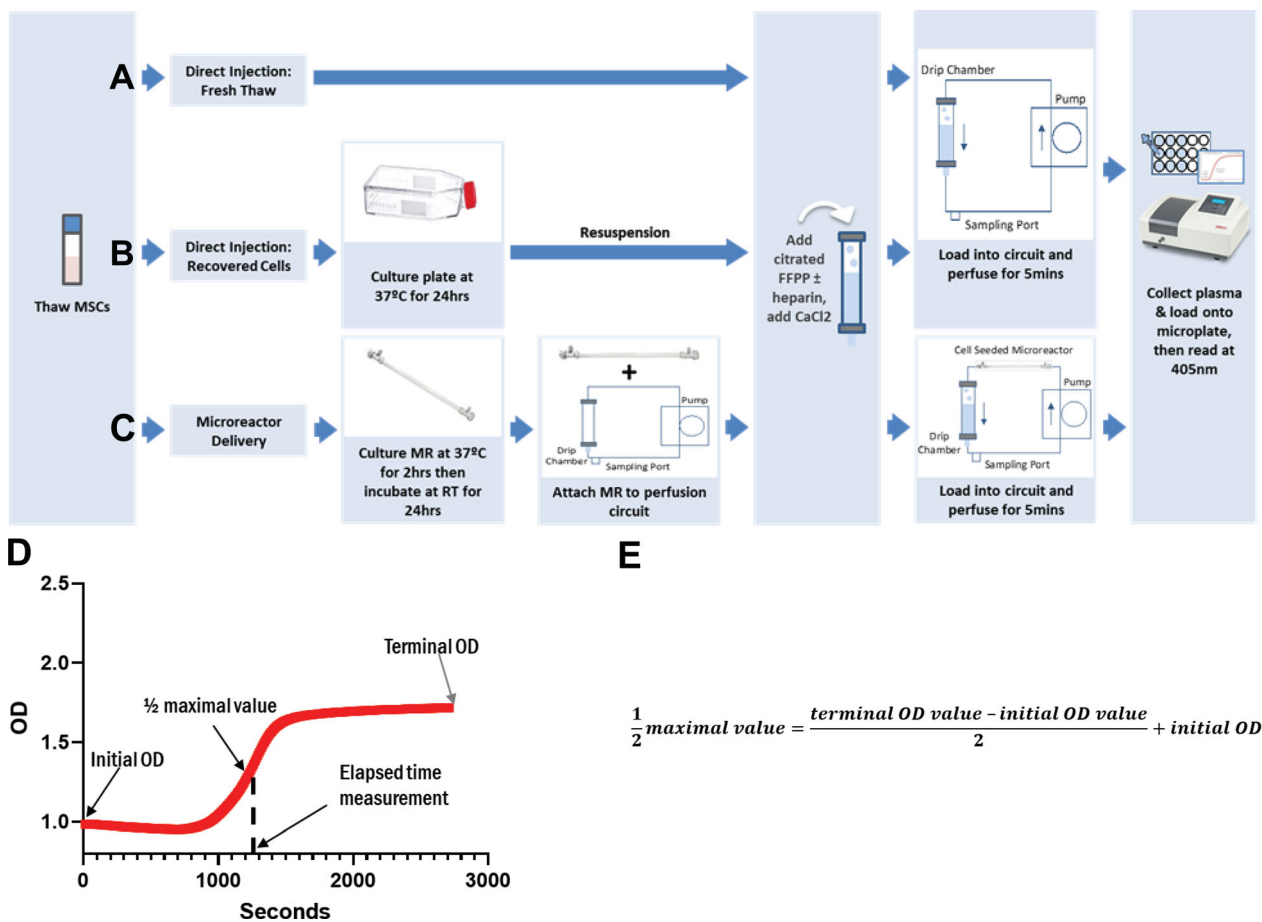 A
Direct Injection:
Fresh Thaw
Drip Chamber
Pump
Sampling Port
Load into circuit and
perfuse for 5mins
Thaw MSCs
B
Direct Injection:
Recovered Cells
Culture plate at
37ºC for 24hrs
Resuspension
Add
citrated
FFPP ±
heparin,
add CaCl2
Collect plasma
& load onto
microplate,
then read at
405nm
C
Microreactor
Delivery
Culture MR at 37ºC
for 2hrs then
incubate at RT for
24hrs
+
Pump
Drip
Chamber
Sampling Port
Attach MR to perfusion
circuit
Cell Seeded Microreactor
Pump
Drip
Chamber
Sampling Port
Load into circuit and
perfuse for 5mins
D
2.5
2.0
1.5
1.0
OD
Terminal OD
½ maximal value
Initial OD
Elapsed time
measurement
0
1000
2000
3000
Seconds
E
1/2 maximal value = terminal OD value – initial OD value / 2 + initial OD